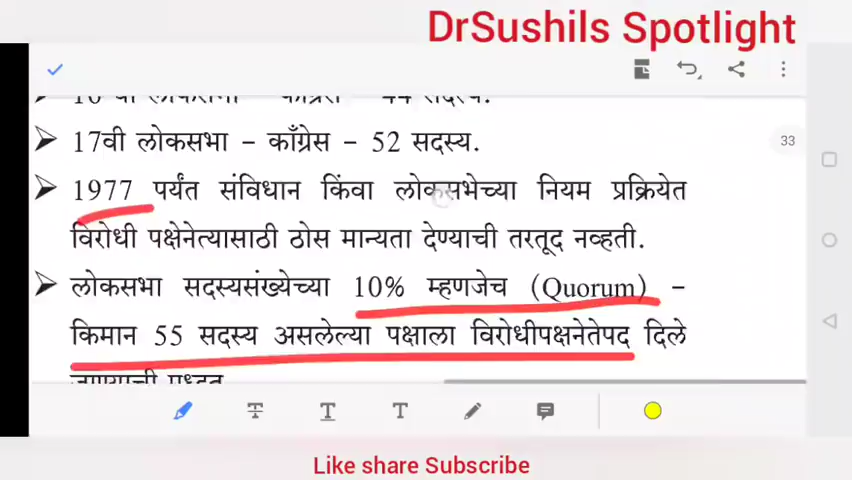 DrSushils Spotlight
33
➤ 17वी लोकसभा – काँग्रेस – 52 सदस्य.
➤ 1977 पर्यंत संविधान किंवा लोकसभेच्या नियम प्रक्रियेत
विरोधी पक्षेनेत्यासाठी ठोस मान्यता देण्याची तरतूद नव्हती.
➤ लोकसभा सदस्यसंख्येच्या 10% म्हणजेच (Quorum) –
किमान 55 सदस्य असलेल्या पक्षाला विरोधीपक्षनेतेपद दिले
Like share Subscribe